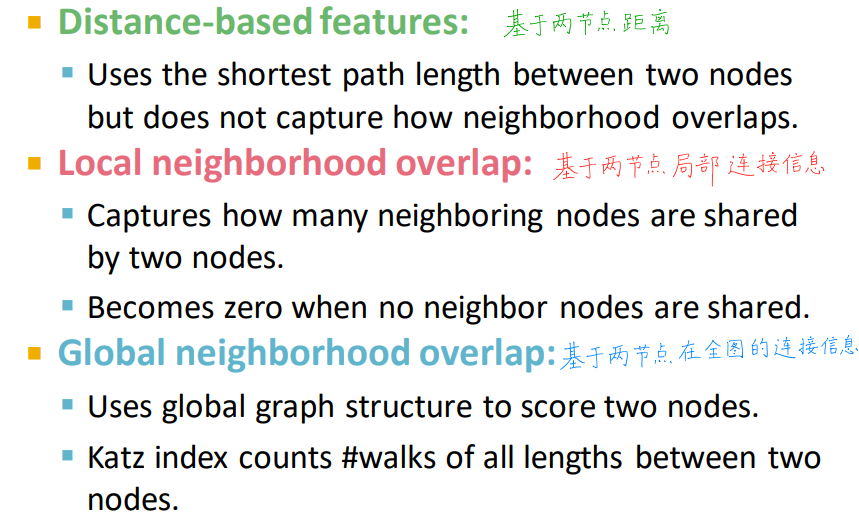 Distance-based features: 基于两节点距离
Uses the shortest path length between two nodes
but does not capture how neighborhood overlaps.
Local neighborhood overlap: 基于两节点局部连接信息
Captures how many neighboring nodes are shared
by two nodes.
Becomes zero when no neighbor nodes are shared.
Global neighborhood overlap: 基于两节点在全图的连接信息
Uses global graph structure to score two nodes.
Katz index counts #walks of all lengths between two
nodes.